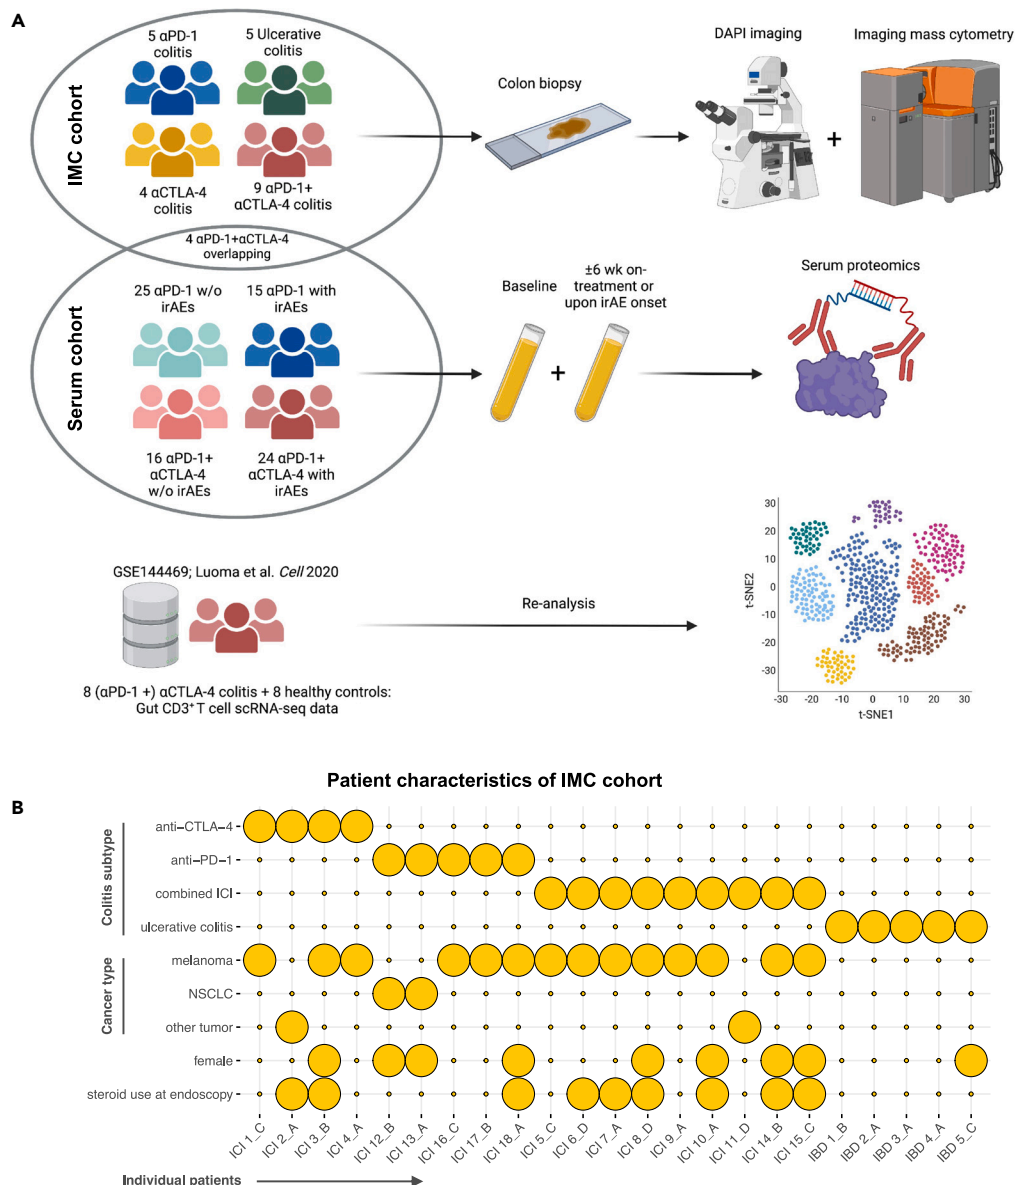 A
IMC cohort
5 αPD-1
colitis
5 Ulcerative
colitis
4 αCTLA-4
colitis
9 αPD-1+
αCTLA-4 colitis
Colon biopsy
DAPI imaging
+
Imaging mass cytometry
4 αPD-1+αCTLA-4
overlapping
Serum cohort
25 αPD-1 w/o
irAEs
15 αPD-1 with
irAEs
16 αPD-1+
αCTLA-4
w/o irAEs
24 αPD-1+
αCTLA-4 with
irAEs
Baseline
+
±6 wk on-
treatment or
upon irAE onset
Serum proteomics
GSE144469; Luoma et al. Cell 2020
8 (αPD-1 +) αCTLA-4 colitis + 8 healthy controls:
Gut CD3⁺ T cell scRNA-seq data
Re-analysis
t-SNE2
30
20
10
0
-10
-20
-30
-30 -20 -10 0 10 20 30
t-SNE1
Patient characteristics of IMC cohort
B
Colitis subtype
anti-CTLA-4
anti-PD-1
combined ICI
ulcerative colitis
Cancer type
melanoma
NSCLC
other tumor
female
steroid use at endoscopy
ICI 1_C
ICI 2_A
ICI 3_B
ICI 4_A
ICI 12_B
ICI 13_A
ICI 16_C
ICI 17_B
ICI 18_A
ICI 5_C
ICI 6_D
ICI 7_A
ICI 8_D
ICI 9_A
ICI 10_A
ICI 11_D
ICI 14_B
ICI 15_C
IBD 1_B
IBD 2_A
IBD 3_A
IBD 4_A
IBD 5_C
Individual patients